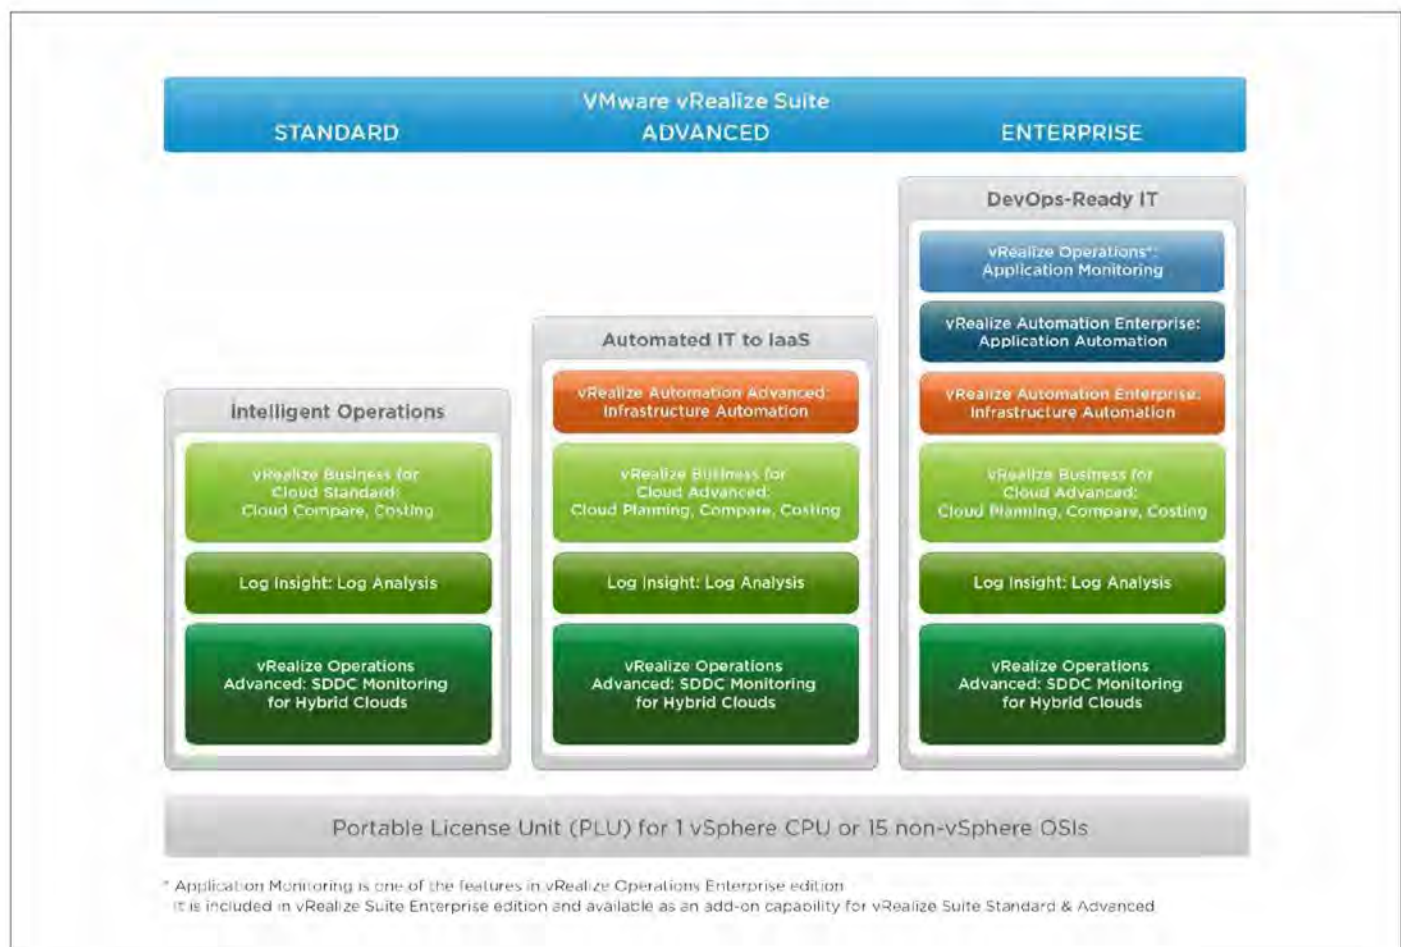 VMware vRealize Suite
STANDARD
ADVANCED
ENTERPRISE
Intelligent Operations
vRealize Business for
Cloud Standard:
Cloud Compare, Costing
Log Insight: Log Analysis
vRealize Operations
Advanced: SDDC Monitoring
for Hybrid Clouds
Automated IT to IaaS
vRealize Automation Advanced:
Infrastructure Automation
vRealize Business for
Cloud Advanced:
Cloud Planning, Compare, Costing
Log Insight: Log Analysis
vRealize Operations
Advanced: SDDC Monitoring
for Hybrid Clouds
DevOps-Ready IT
vRealize Operations*:
Application Monitoring
vRealize Automation Enterprise:
Application Automation
vRealize Automation Enterprise:
Infrastructure Automation
vRealize Business for
Cloud Advanced:
Cloud Planning, Compare, Costing
Log Insight: Log Analysis
vRealize Operations
Advanced: SDDC Monitoring
for Hybrid Clouds
Portable License Unit (PLU) for 1 vSphere CPU or 15 non-vSphere OSIs
* Application Monitoring is one of the features in vRealize Operations Enterprise edition
It is included in vRealize Suite Enterprise edition and available as an add-on capability for vRealize Suite Standard & Advanced